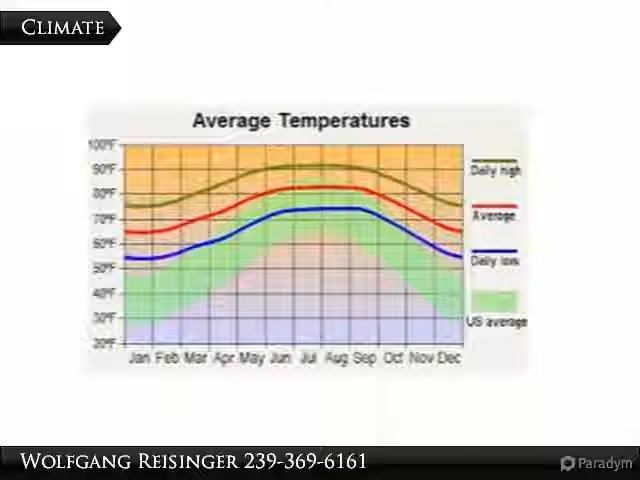 Climate
Average Temperatures
100°F
90°F
80°F
70°F
60°F
50°F
40°F
30°F
20°F
Jan Feb Mar Apr May Jun Jul Aug Sep Oct Nov Dec
Daily high
Average
Daily low
US average
Wolfgang Reisinger 239-369-6161
Paradym